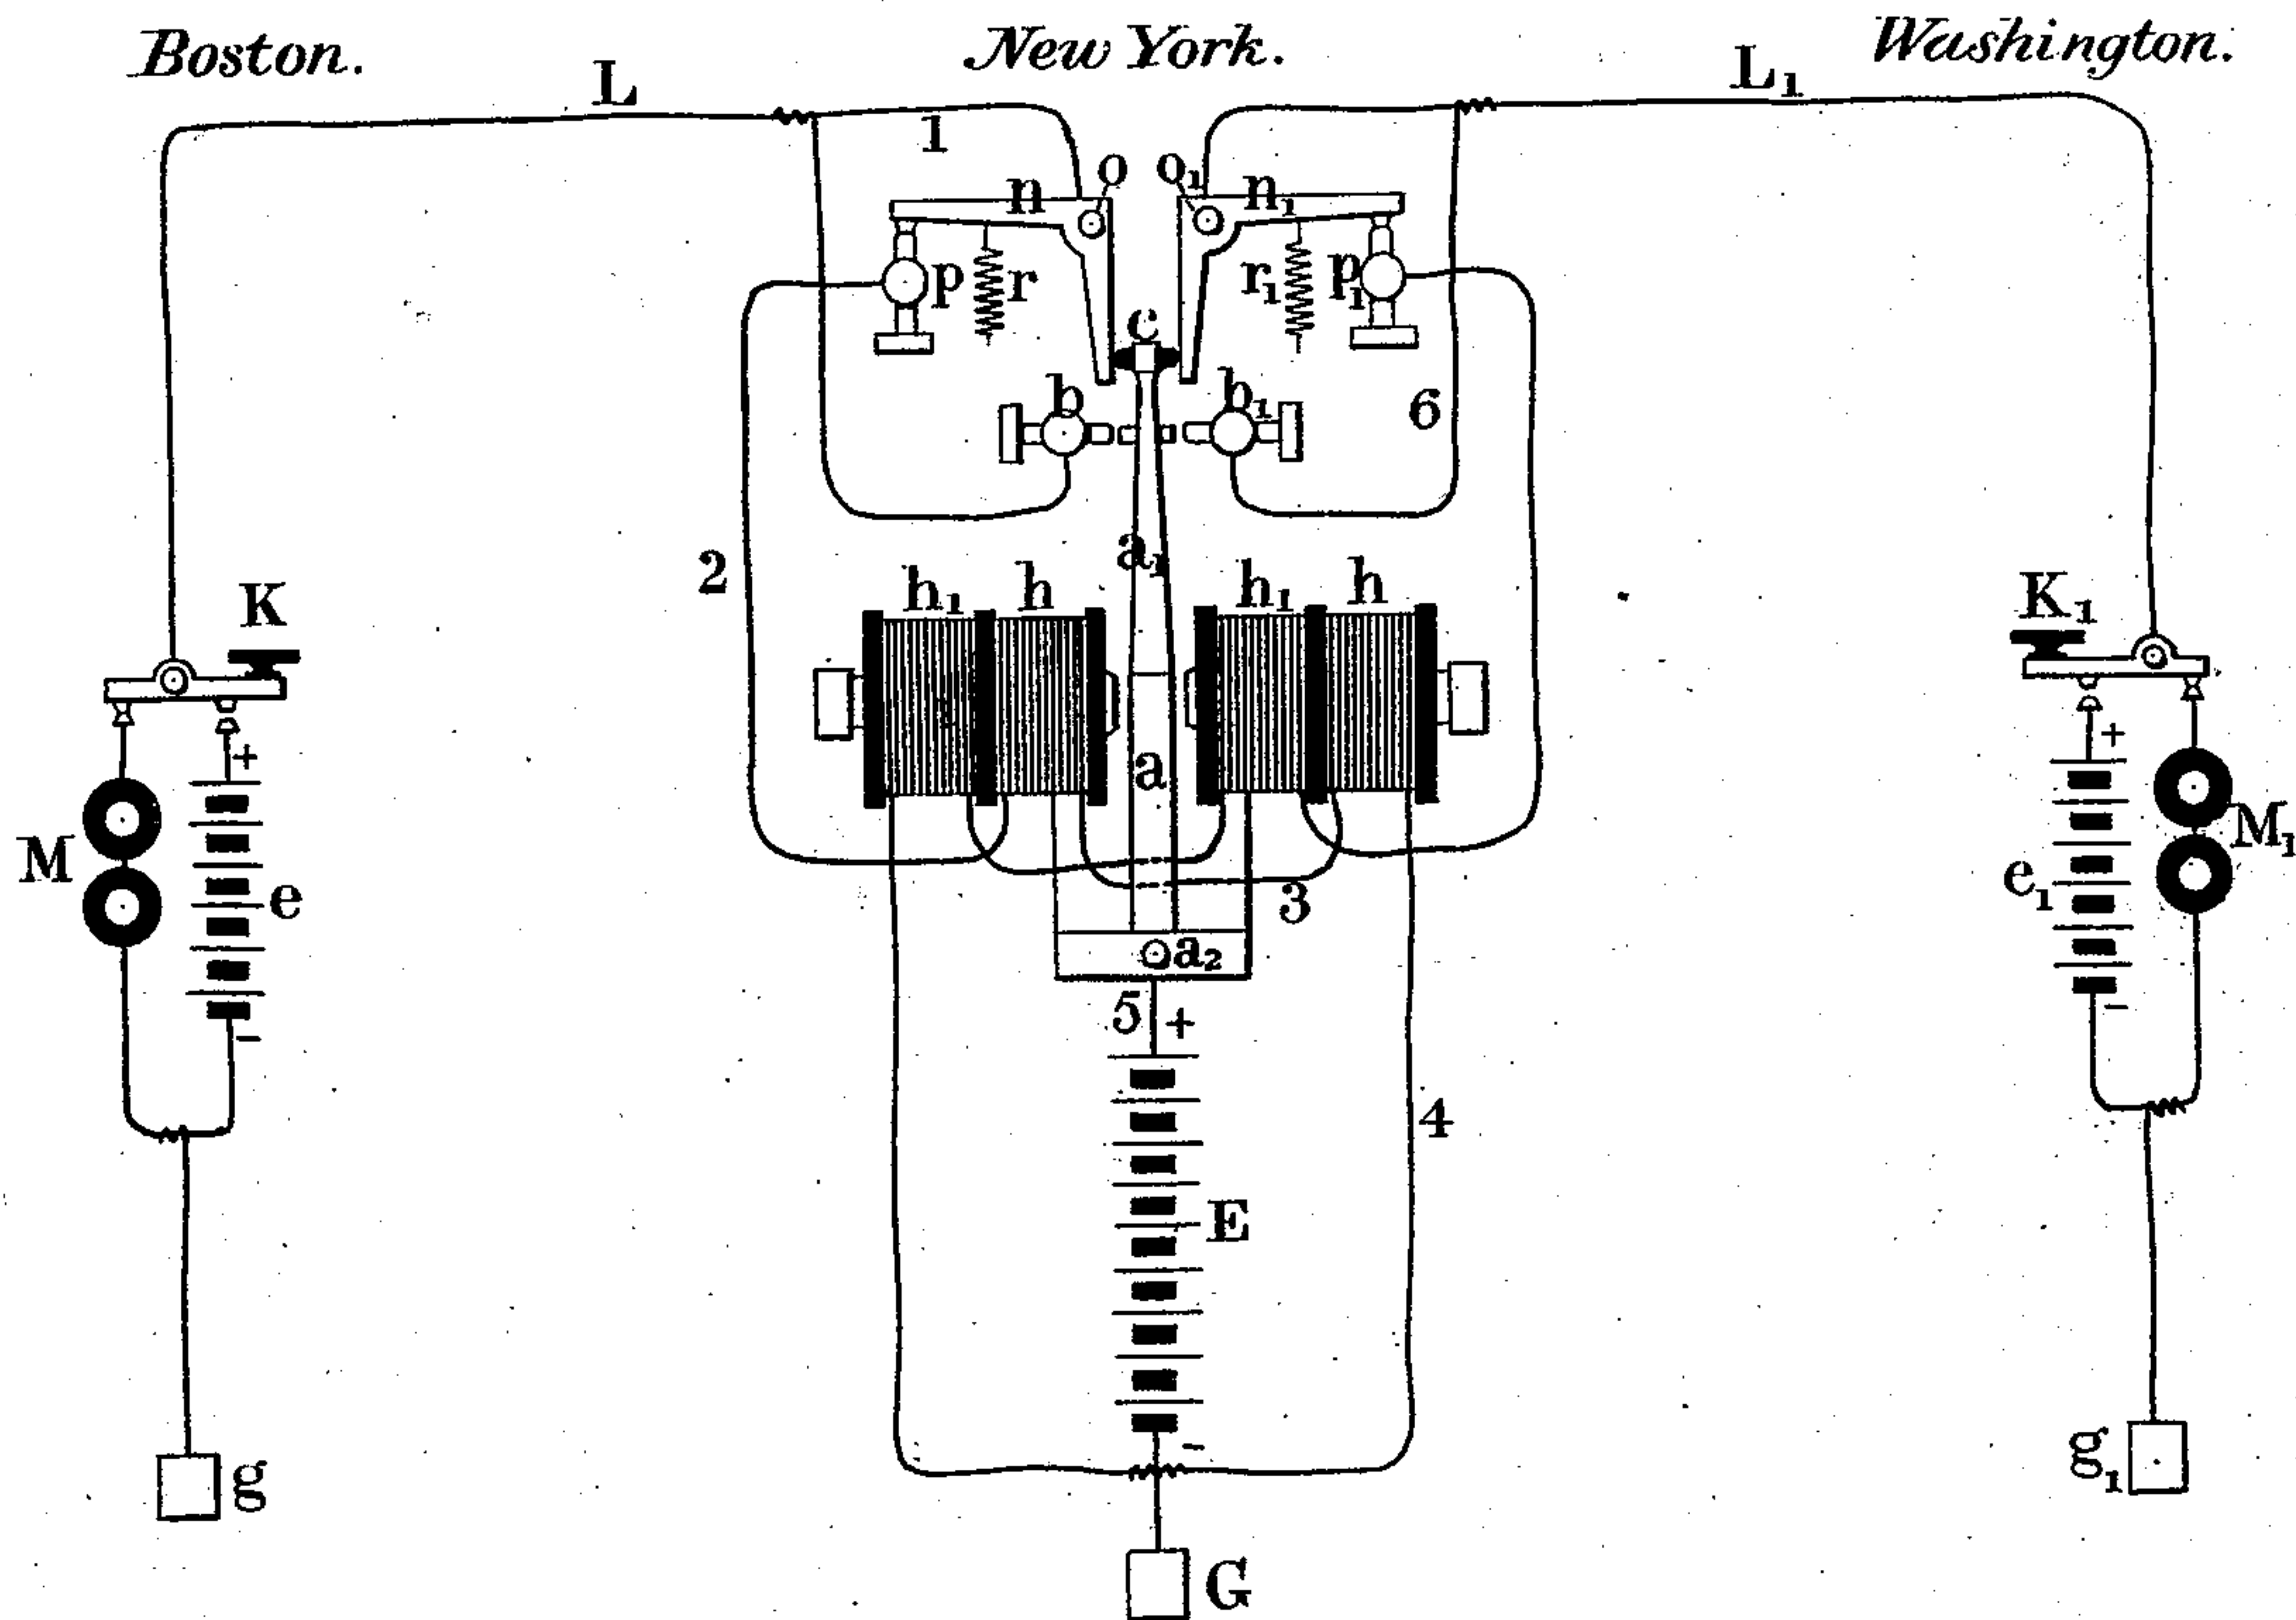 Boston. New York. Washington.
L L₁
1
o o₁
n n₁
p r r₁ p₁
c
b b₁ 6
2 a₁
h₁ h h₁ h
K K₁
a
+ +
M e e₁ M₁
3
a₂
5 +
- -
4
E
-
g g₁
G